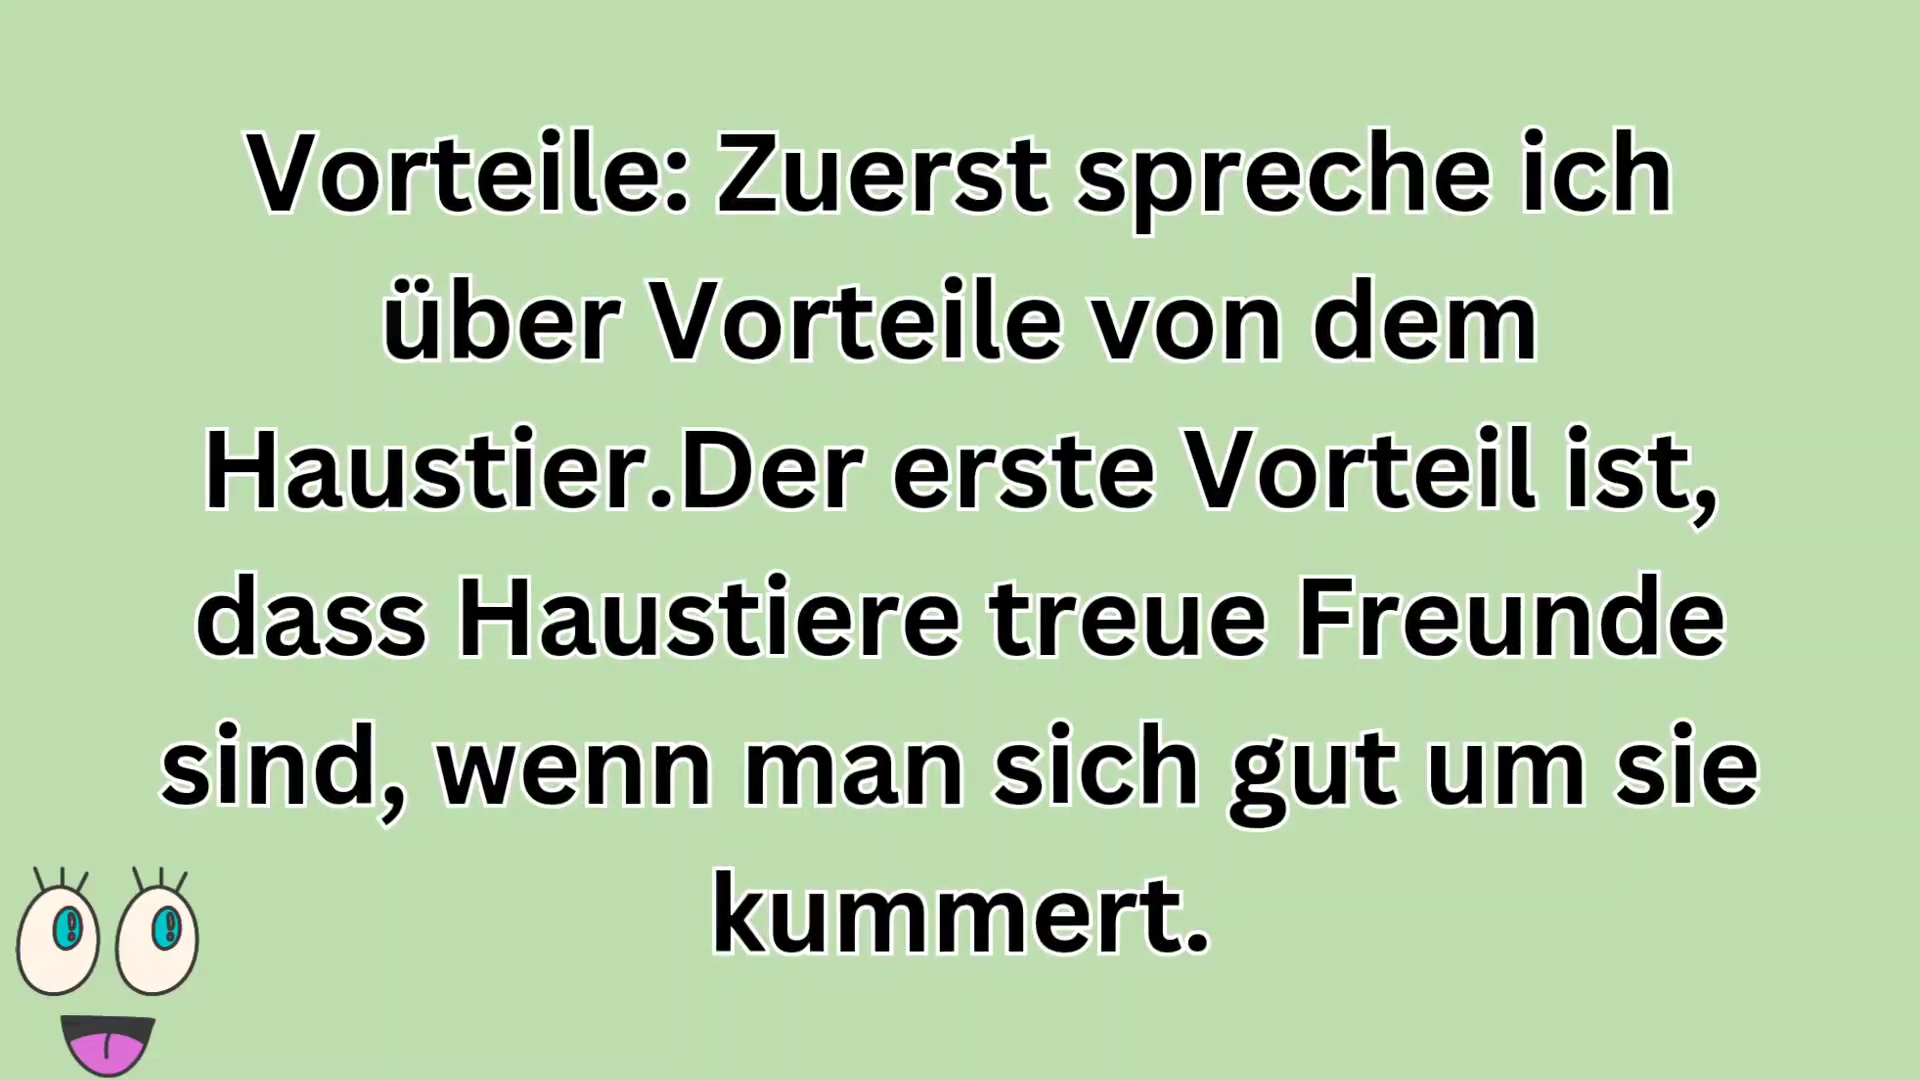 Vorteile: Zuerst spreche ich
über Vorteile von dem
Haustier.Der erste Vorteil ist,
dass Haustiere treue Freunde
sind, wenn man sich gut um sie
kummert.